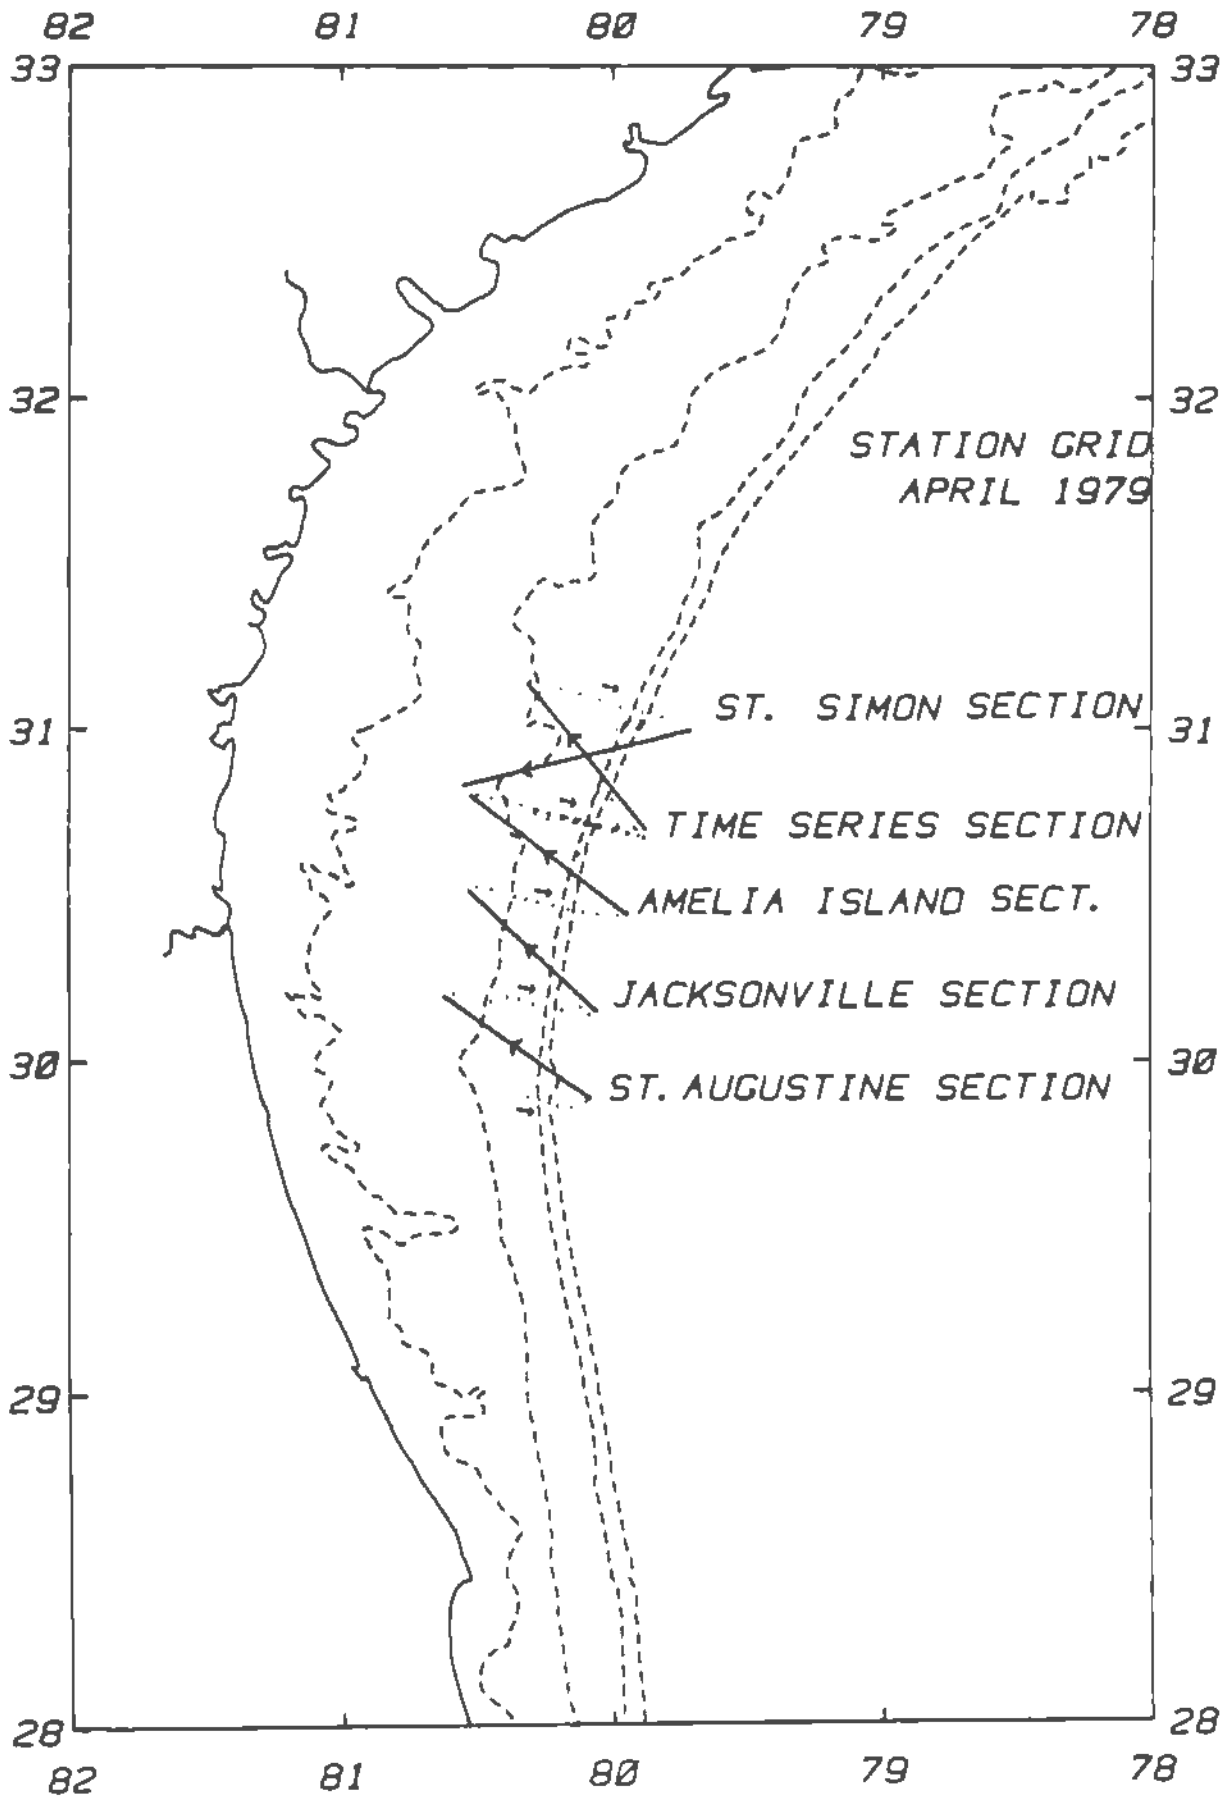 82 81 80 79 78
33 33
32 32
STATION GRID
APRIL 1979
ST. SIMON SECTION
31 31
TIME SERIES SECTION
AMELIA ISLAND SECT.
JACKSONVILLE SECTION
30 30
ST. AUGUSTINE SECTION
29 29
28 28
82 81 80 79 78